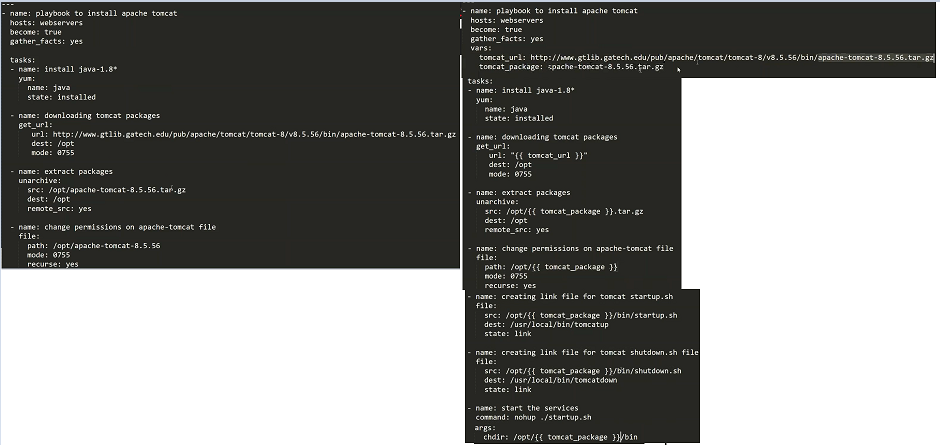 ---
- name: playbook to install apache tomcat
hosts: webservers
become: true
gather_facts: yes
tasks:
- name: install java-1.8*
yum:
name: java
state: installed
- name: downloading tomcat packages
get_url:
url: http://www.gtlib.gatech.edu/pub/apache/tomcat/tomcat-8/v8.5.56/bin/apache-tomcat-8.5.56.tar.gz
dest: /opt
mode: 0755
- name: extract packages
unarchive:
src: /opt/apache-tomcat-8.5.56.tar.gz
dest: /opt
remote_src: yes
- name: change permissions on apache-tomcat file
file:
path: /opt/apache-tomcat-8.5.56
mode: 0755
recurse: yes
---
- name: playbook to install apache tomcat
hosts: webservers
become: true
gather_facts: yes
vars:
tomcat_url: http://www.gtlib.gatech.edu/pub/apache/tomcat/tomcat-8/v8.5.56/bin/apache-tomcat-8.5.56.tar.gz
tomcat_package: apache-tomcat-8.5.56.tar.gz
tasks:
- name: install java-1.8*
yum:
name: java
state: installed
- name: downloading tomcat packages
get_url:
url: "{{ tomcat_url }}"
dest: /opt
mode: 0755
- name: extract packages
unarchive:
src: /opt/{{ tomcat_package }}.tar.gz
dest: /opt
remote_src: yes
- name: change permissions on apache-tomcat file
file:
path: /opt/{{ tomcat_package }}
mode: 0755
recurse: yes
- name: creating link file for tomcat startup.sh
file:
src: /opt/{{ tomcat_package }}/bin/startup.sh
dest: /usr/local/bin/tomcatup
state: link
- name: creating link file for tomcat shutdown.sh file
file:
src: /opt/{{ tomcat_package }}/bin/shutdown.sh
dest: /usr/local/bin/tomcatdown
state: link
- name: start the services
command: nohup ./startup.sh
args:
chdir: /opt/{{ tomcat_package }}/bin